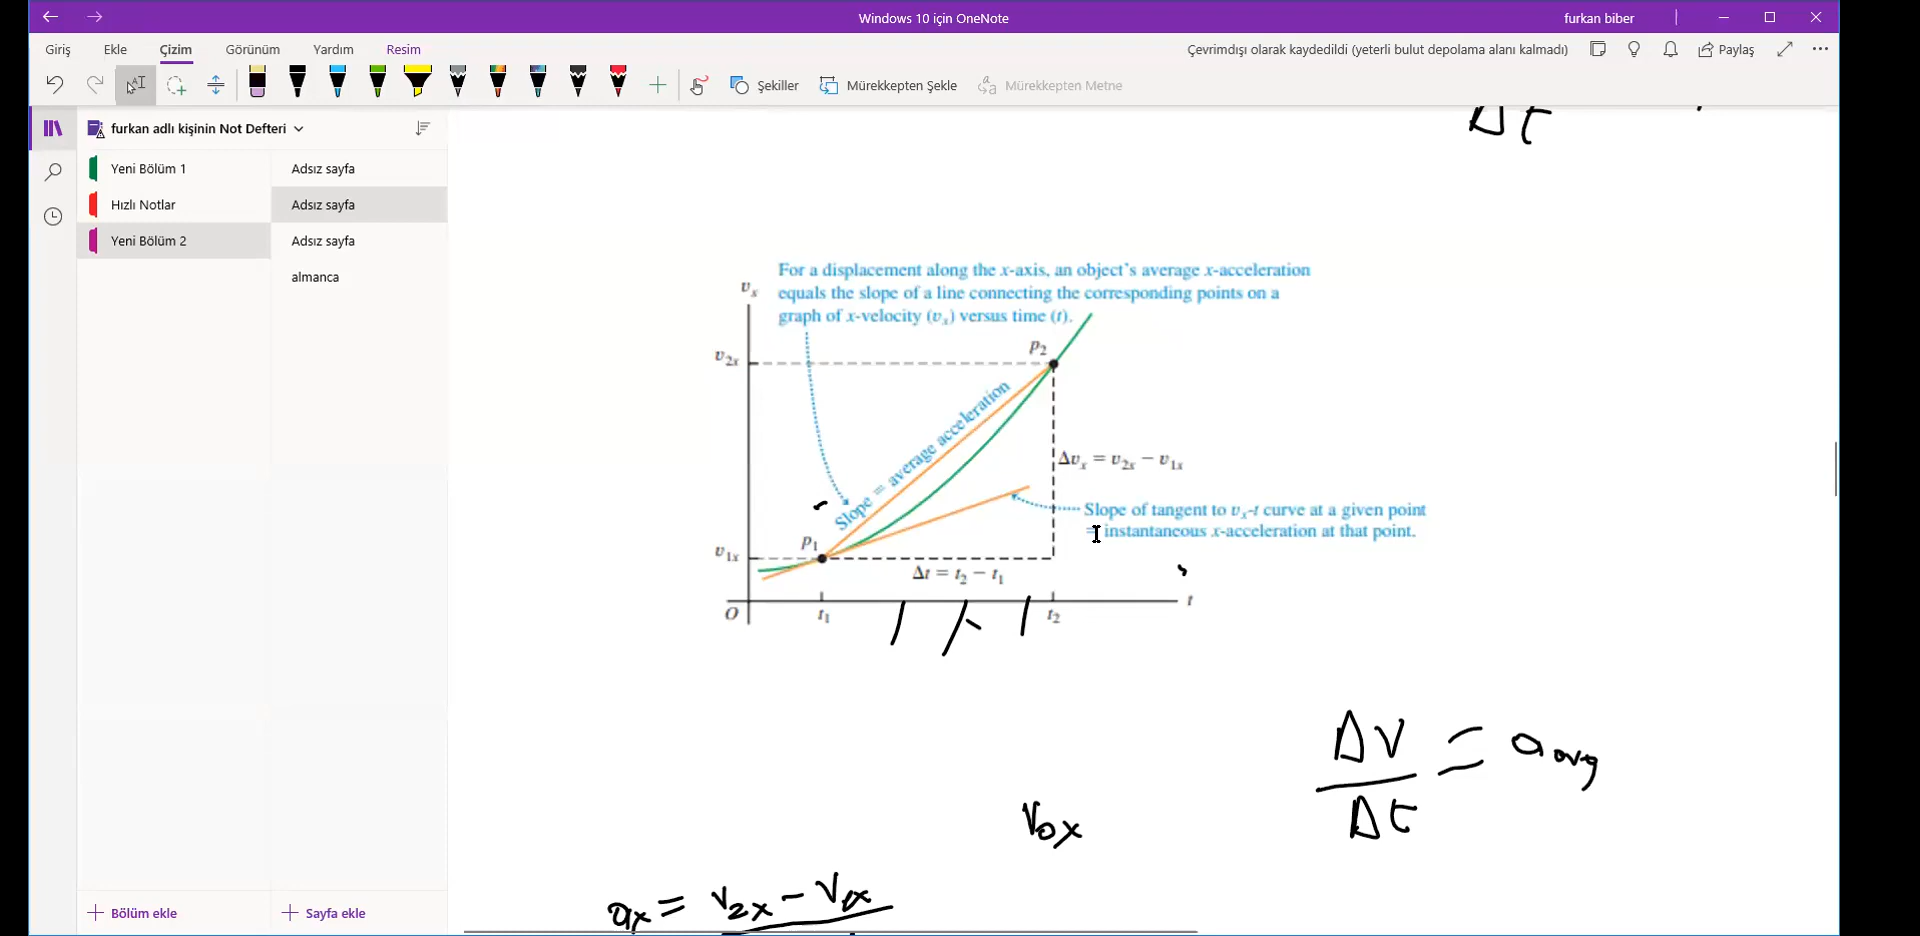 Windows 10 için OneNote
furkan biber
Giriş
Ekle
Çizim
Görünüm
Yardım
Resim
Çevrimdışı olarak kaydedildi (yeterli bulut depolama alanı kalmadı)
Paylaş
Şekiller
Mürekkepten Şekle
Mürekkepten Metne
furkan adlı kişinin Not Defteri
Yeni Bölüm 1
Adsız sayfa
Hızlı Notlar
Adsız sayfa
Yeni Bölüm 2
Adsız sayfa
almanca
Δt
For a displacement along the x-axis, an object's average x-acceleration
equals the slope of a line connecting the corresponding points on a
graph of x-velocity (vx) versus time (t).
vx
v2x
p2
Slope = average acceleration
Δvx = v2x − v1x
Slope of tangent to vx-t curve at a given point
= instantaneous x-acceleration at that point.
p1
v1x
Δt = t2 − t1
O
t1
t2
t
ΔV/Δt = a avg
V0x
ax = V2x − V1x
Bölüm ekle
Sayfa ekle